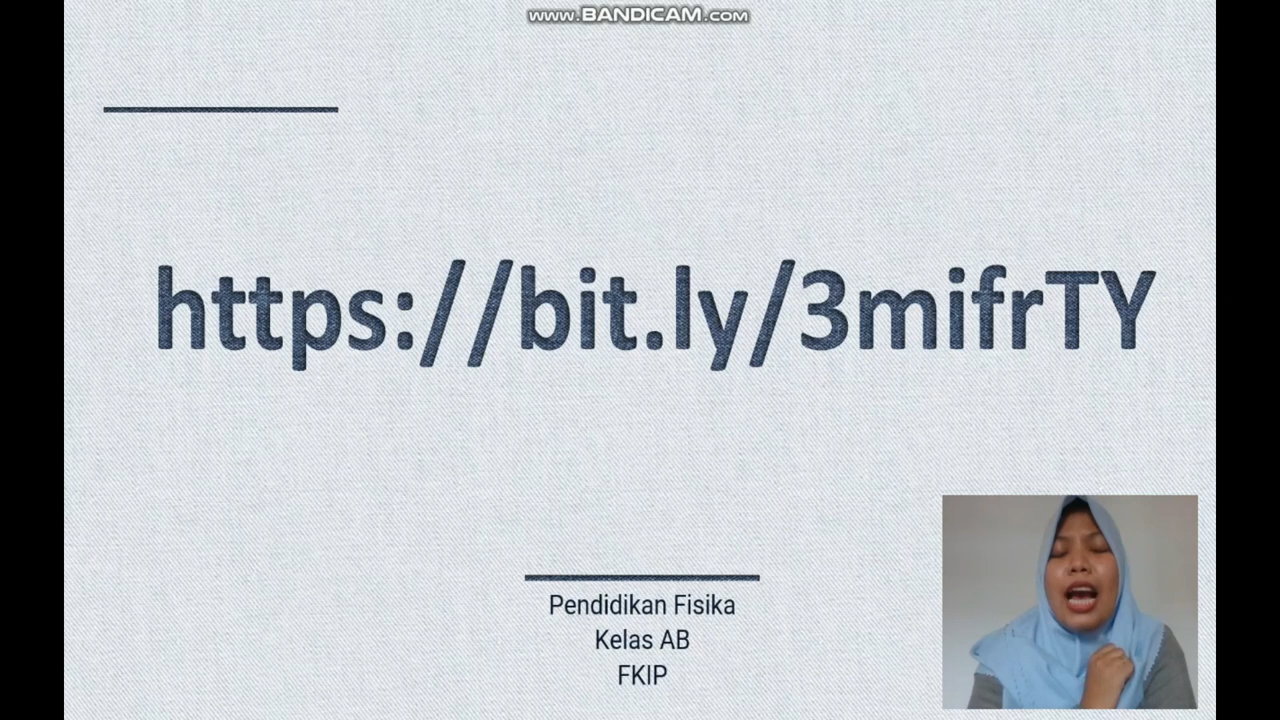 www.BANDICAM.com
https://bit.ly/3mifrTY
Pendidikan Fisika
Kelas AB
FKIP